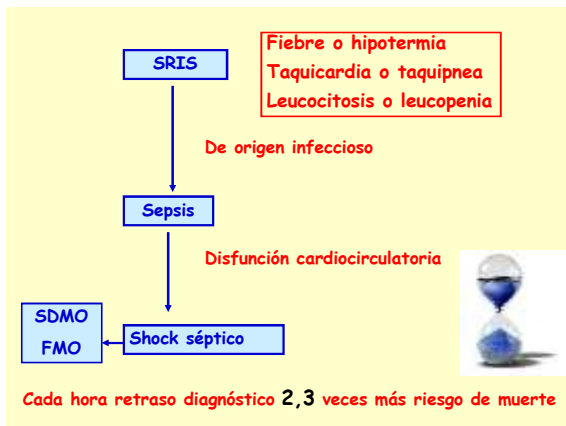 SRIS
Fiebre o hipotermia
Taquicardia o taquipnea
Leucocitosis o leucopenia
De origen infeccioso
Sepsis
Disfunción cardiocirculatoria
SDMO
FMO
Shock séptico
Cada hora retraso diagnóstico 2,3 veces más riesgo de muerte